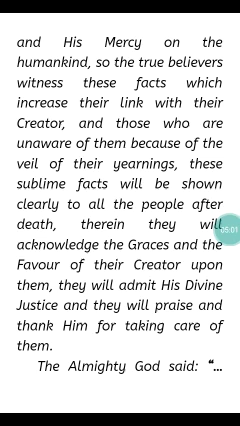 and His Mercy on the
humankind, so the true believers
witness these facts which
increase their link with their
Creator, and those who are
unaware of them because of the
veil of their yearnings, these
sublime facts will be shown
clearly to all the people after
death, therein they will
05:01
acknowledge the Graces and the
Favour of their Creator upon
them, they will admit His Divine
Justice and they will praise and
thank Him for taking care of
them.
The Almighty God said: “...